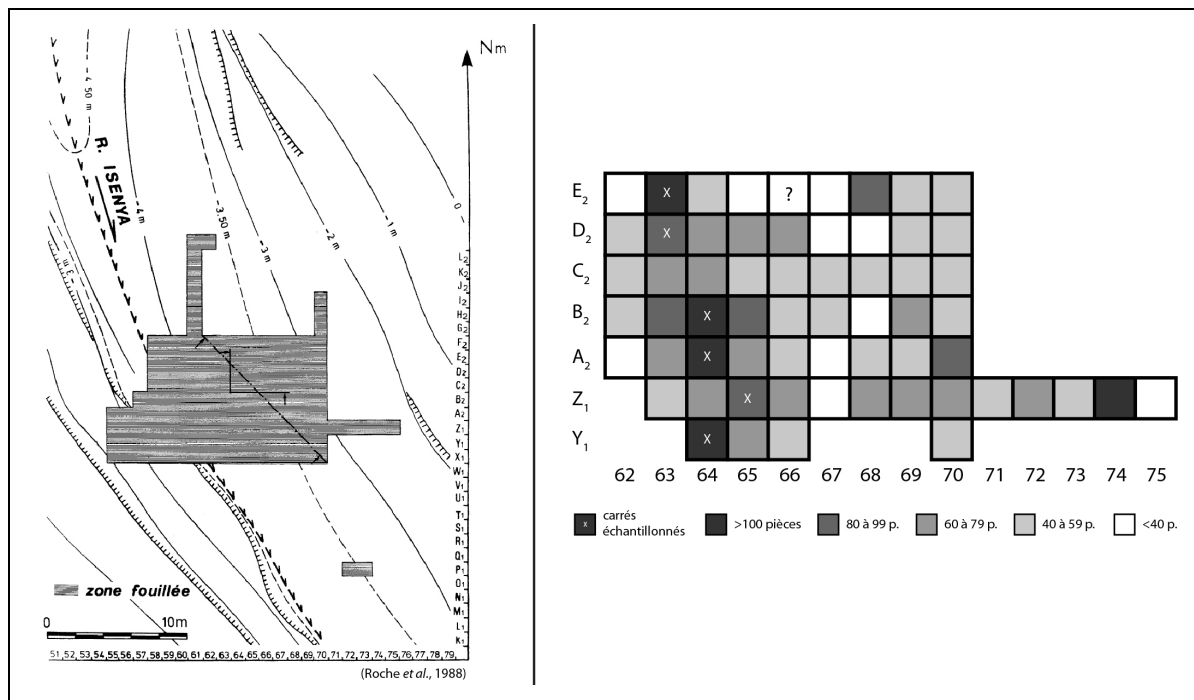 Nm
- 4 50 m
R. ISENYA
-4 m
-3.50 m
-3 m
-2 m
-1 m
0
-3 m
L2
K2
J2
I2
H2
G2
F2
E2
D2
C2
B2
A2
Z1
Y1
X1
W1
V1
U1
T1
S1
R1
Q1
P1
O1
N1
M1
L1
K1
zone fouillée
0 10m
51,52,53,54,55,56,57,58,59,60,61,62,63,64,65,66,67,68,69,70,71,72,73,74,75,76,77,78,79,
(Roche et al., 1988)
E2 X ?
D2 X
C2
B2 X
A2 X
Z1 X
Y1 X
62 63 64 65 66 67 68 69 70 71 72 73 74 75
x carrés échantillonnés >100 pièces 80 à 99 p. 60 à 79 p. 40 à 59 p. <40 p.